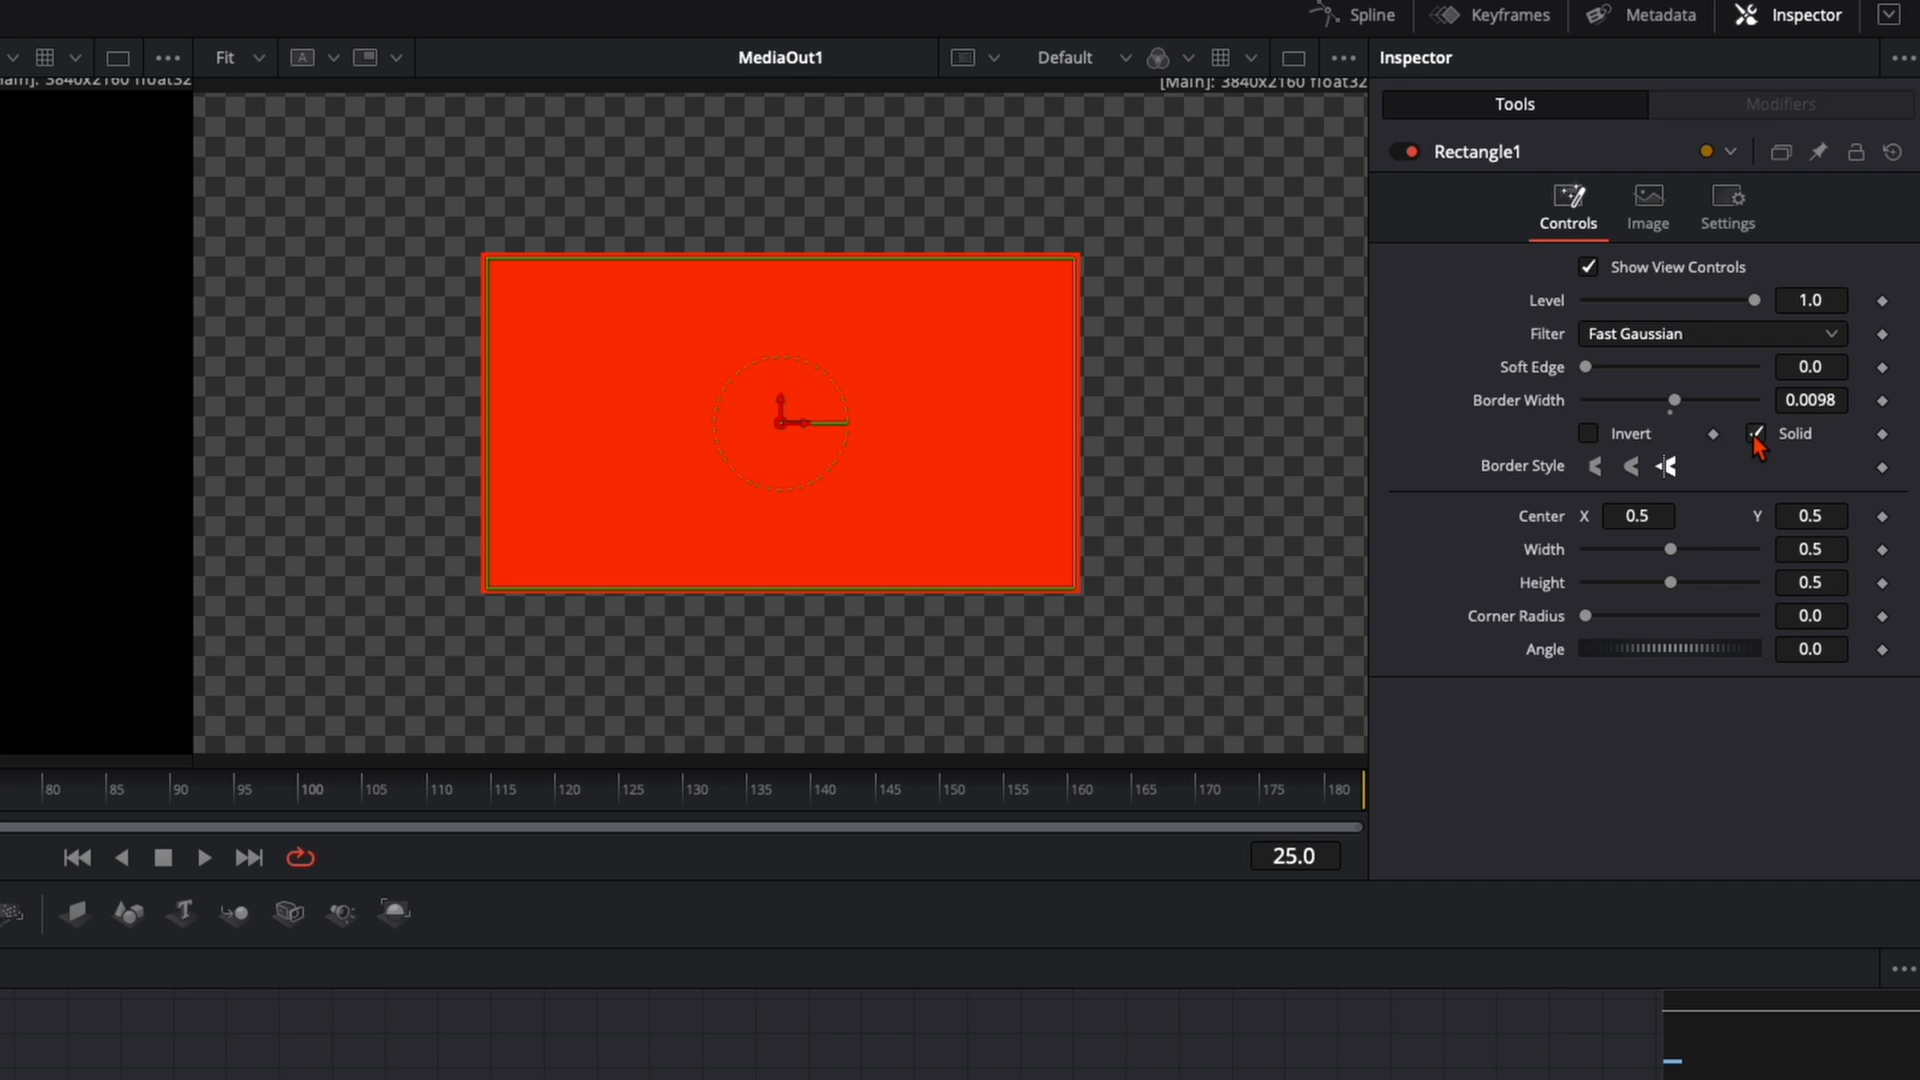 Spline Keyframes Metadata Inspector
Fit A MediaOut1 Default Inspector
[Main]: 3840x2160 float32
Tools Modifiers
Rectangle1
Controls Image Settings
Show View Controls
Level 1.0
Filter Fast Gaussian
Soft Edge 0.0
Border Width 0.0098
Invert Solid
Border Style
Center X 0.5 Y 0.5
Width 0.5
Height 0.5
Corner Radius 0.0
Angle 0.0
80 85 90 95 100 105 110 115 120 125 130 135 140 145 150 155 160 165 170 175 180
25.0
T